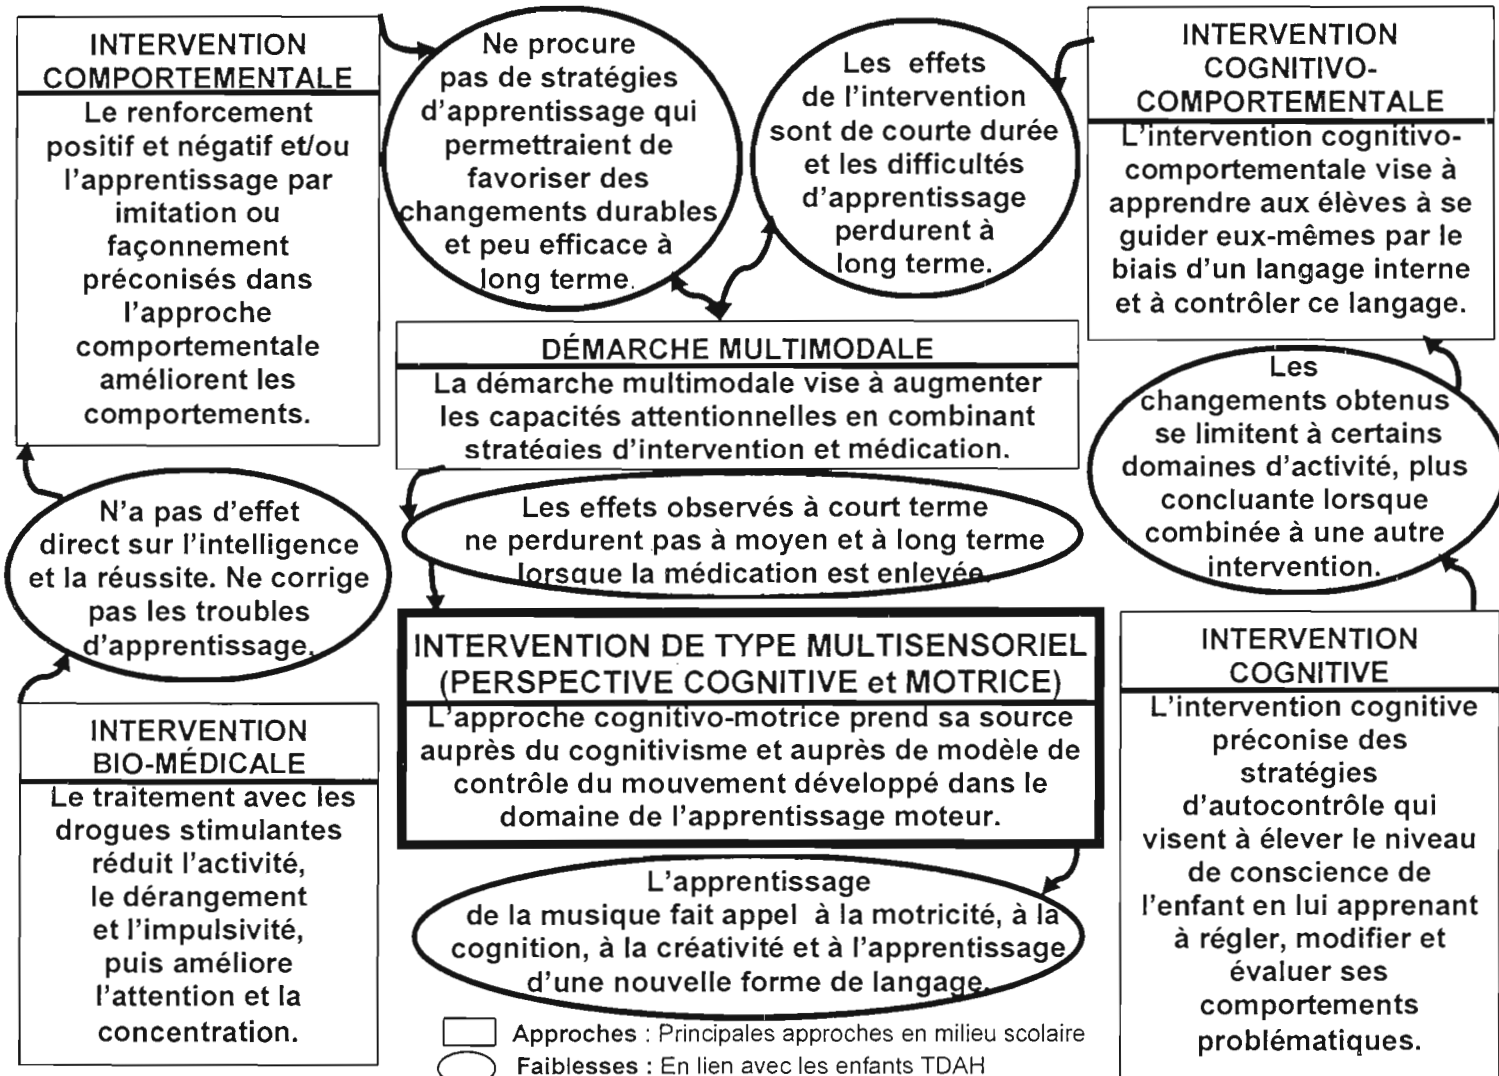 INTERVENTION
COMPORTEMENTALE
Le renforcement
positif et négatif et/ou
l'apprentissage par
imitation ou
façonnement
préconisés dans
l'approche
comportementale
améliorent les
comportements.
Ne procure
pas de stratégies
d'apprentissage qui
permettraient de
favoriser des
changements durables
et peu efficace à
long terme.
Les effets
de l'intervention
sont de courte durée
et les difficultés
d'apprentissage
perdurent à
long terme.
INTERVENTION
COGNITIVO-
COMPORTEMENTALE
L'intervention cognitivo-
comportementale vise à
apprendre aux élèves à se
guider eux-mêmes par le
biais d'un langage interne
et à contrôler ce langage.
DÉMARCHE MULTIMODALE
La démarche multimodale vise à augmenter
les capacités attentionnelles en combinant
stratégies d'intervention et médication.
Les
changements obtenus
se limitent à certains
domaines d'activité, plus
concluante lorsque
combinée à une autre
intervention.
N'a pas d'effet
direct sur l'intelligence
et la réussite. Ne corrige
pas les troubles
d'apprentissage.
Les effets observés à court terme
ne perdurent pas à moyen et à long terme
lorsque la médication est enlevée.
INTERVENTION DE TYPE MULTISENSORIEL
(PERSPECTIVE COGNITIVE et MOTRICE)
L'approche cognitivo-motrice prend sa source
auprès du cognitivisme et auprès de modèle de
contrôle du mouvement développé dans le
domaine de l'apprentissage moteur.
INTERVENTION
BIO-MÉDICALE
Le traitement avec les
drogues stimulantes
réduit l'activité,
le dérangement
et l'impulsivité,
puis améliore
l'attention et la
concentration.
INTERVENTION
COGNITIVE
L'intervention cognitive
préconise des
stratégies
d'autocontrôle qui
visent à élever le niveau
de conscience de
l'enfant en lui apprenant
à régler, modifier et
évaluer ses
comportements
problématiques.
L'apprentissage
de la musique fait appel à la motricité, à la
cognition, à la créativité et à l'apprentissage
d'une nouvelle forme de langage.
Approches : Principales approches en milieu scolaire
Faiblesses : En lien avec les enfants TDAH